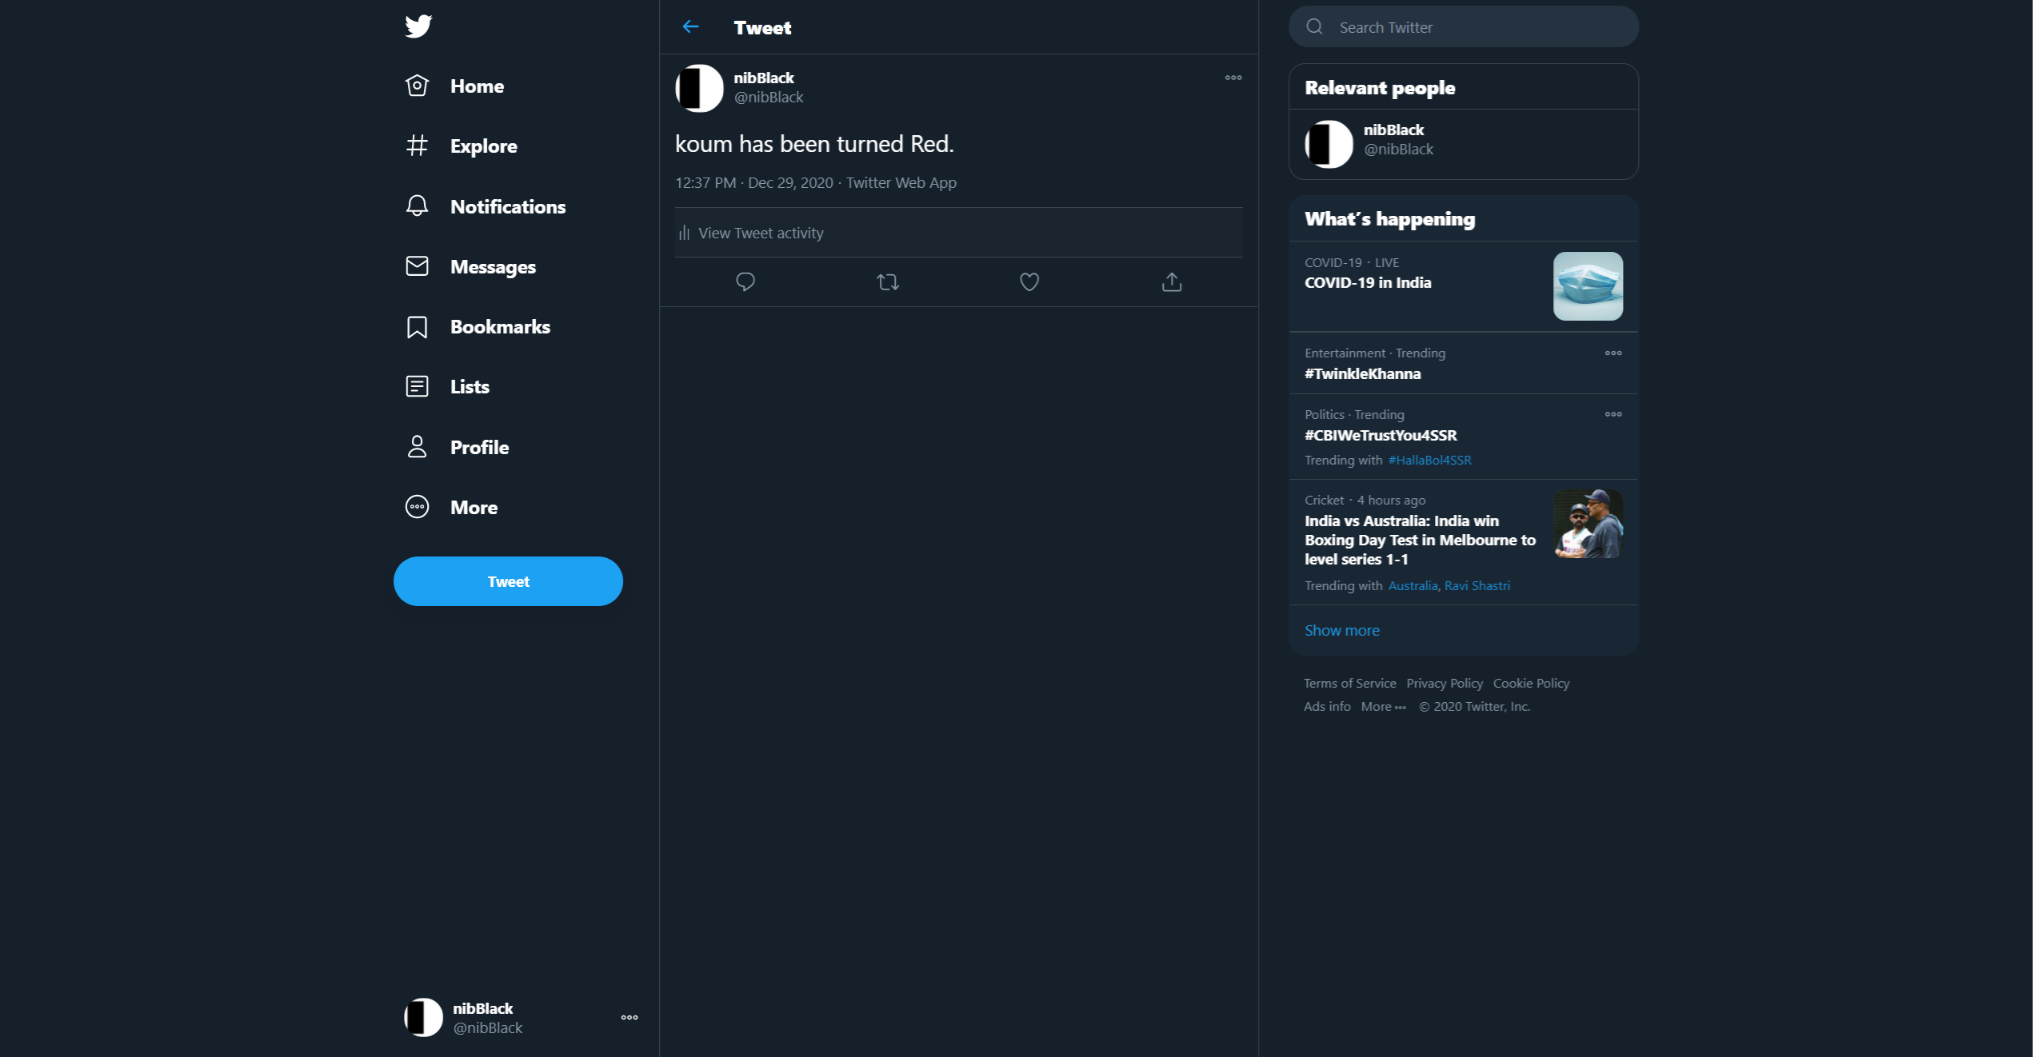 Home
Explore
Notifications
Messages
Bookmarks
Lists
Profile
More
Tweet
nibBlack
@nibBlack
Tweet
nibBlack
@nibBlack
koum has been turned Red.
12:37 PM · Dec 29, 2020 · Twitter Web App
View Tweet activity
Search Twitter
Relevant people
nibBlack
@nibBlack
What's happening
COVID-19 · LIVE
COVID-19 in India
Entertainment · Trending
#TwinkleKhanna
Politics · Trending
#CBIWeTrustYou4SSR
Trending with #HallaBol4SSR
Cricket · 4 hours ago
India vs Australia: India win
Boxing Day Test in Melbourne to
level series 1-1
Trending with Australia, Ravi Shastri
Show more
Terms of Service Privacy Policy Cookie Policy
Ads info More ··· © 2020 Twitter, Inc.